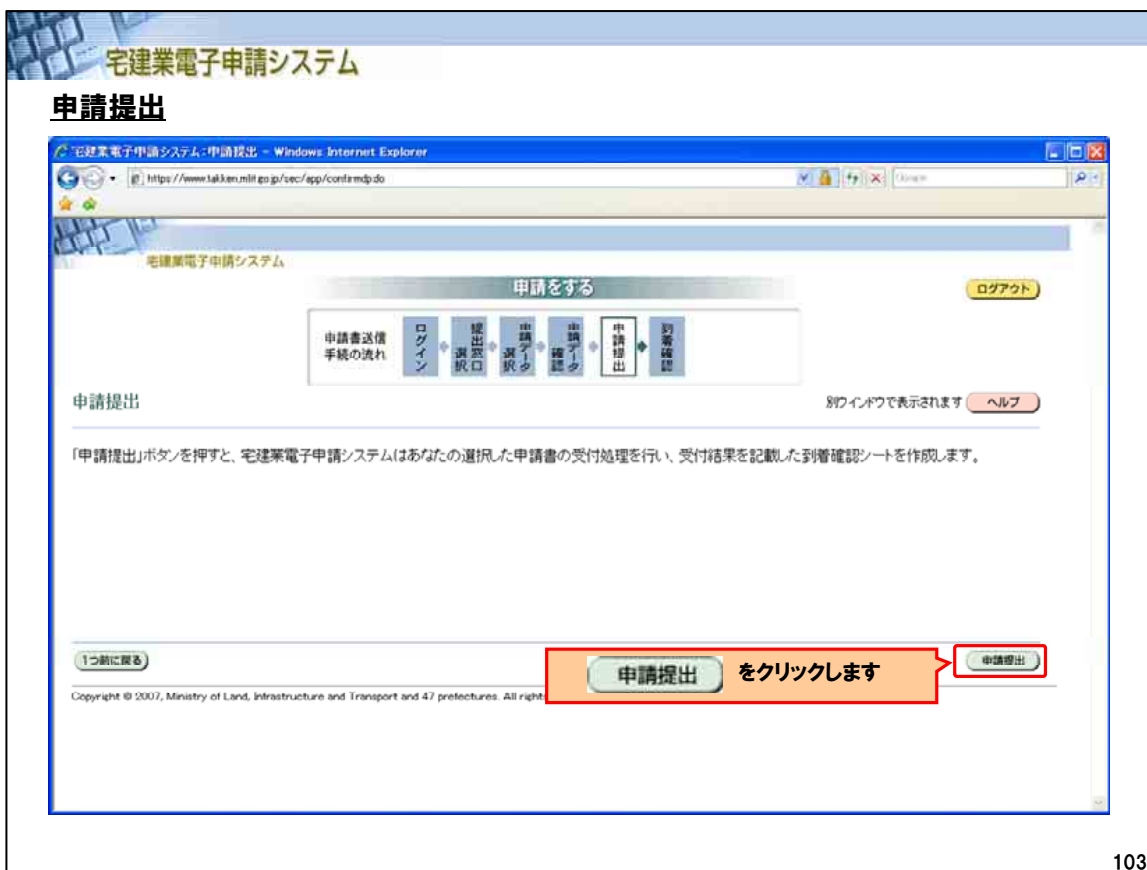 宅建業電子申請システム
申請提出
宅建業電子申請システム:申請提出 - Windows Internet Explorer
https://www.takken.mlit.go.jp/sec/app/confirmdp.do
宅建業電子申請システム
申請をする
ログアウト
申請書送信
手続の流れ
ログイン
提出窓口選択
申請データ選択
申請データ確認
申請提出
到着確認
申請提出
別ウインドウで表示されます ヘルプ
「申請提出」ボタンを押すと、宅建業電子申請システムはあなたの選択した申請書の受付処理を行い、受付結果を記載した到着確認シートを作成します。
1つ前に戻る
申請提出 をクリックします
申請提出
Copyright © 2007, Ministry of Land, Infrastructure and Transport and 47 prefectures. All right
103